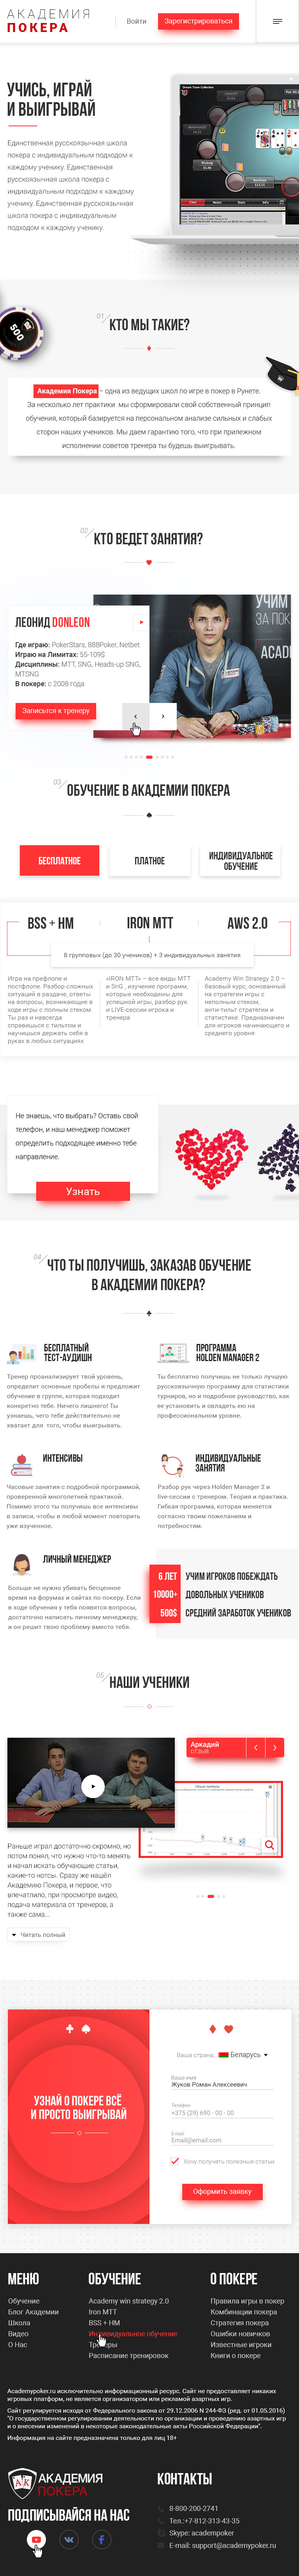 АКАДЕМИЯ
ПОКЕРА
Войти
Зарегистрироваться
УЧИСЬ, ИГРАЙ
И ВЫИГРЫВАЙ
Единственная русскоязычная школа
покера с индивидуальным подходом к
каждому ученику. Единственная
русскоязычная школа покера с
индивидуальным подходом к каждому
ученику. Единственная русскоязычная
школа покера с индивидуальным
подходом к каждому ученику.
500
01
КТО МЫ ТАКИЕ?
Академия Покера – одна из ведущих школ по игре в покер в Рунете.
За несколько лет практики мы сформировали свой собственный принцип
обучения, который базируется на персональном анализе сильных и слабых
сторон наших учеников. Мы даем гарантию того, что при прилежном
исполнении советов тренера ты будешь выигрывать.
02
КТО ВЕДЕТ ЗАНЯТИЯ?
ЛЕОНИД DONLEON
Где играю: PokerStars, 888Poker, Netbet
Играю на Лимитах: 55-109$
Дисциплины: MTT, SNG, Heads-up SNG,
MTSNG
В покере: с 2008 года
Записаться к тренеру
УЧИМ
ЗА ПОК
03
ОБУЧЕНИЕ В АКАДЕМИИ ПОКЕРА
БЕСПЛАТНОЕ
ПЛАТНОЕ
ИНДИВИДУАЛЬНОЕ
ОБУЧЕНИЕ
BSS + HM
IRON MTT
AWS 2.0
8 групповых (до 30 учеников) + 3 индивидуальных занятия
Игра на префлопе и
постфлопе. Разбор сложных
ситуаций в раздаче, ответы
на вопросы, возникающие в
ходе игры с полным стеком.
Ты раз и навсегда
справишься с тильтом и
научишься держать себя в
руках в любых ситуациях
«IRON MTT» – все виды МТТ
и SnG , изучение программ,
которые необходимы для
успешной игры, разбор рук
и LIVE-сессии игрока и
тренера
Academy Win Strategy 2.0 —
базовый курс, основанный
на стратегии игры с
неполным стеком,
анти-тильт стратегии и
статистике. Предназначен
для игроков начинающего и
среднего уровня
Не знаешь, что выбрать? Оставь свой
телефон, и наш менеджер поможет
определить подходящее именно тебе
направление.
Узнать
04
ЧТО ТЫ ПОЛУЧИШЬ, ЗАКАЗАВ ОБУЧЕНИЕ
В АКАДЕМИИ ПОКЕРА?
БЕСПЛАТНЫЙ
ТЕСТ-АУДИШН
Тренер проанализирует твой уровень,
определит основные пробелы и предложит
обучение в группе, которая подходит
конкретно тебе. Ничего лишнего! Ты
узнаешь, чего тебе действительно не
хватает для того, чтобы выигрывать.
ПРОГРАММА
HOLDEN MANAGER 2
Ты бесплатно получишь не только лучшую
русскоязычную программу для статистики
турниров, но и подробное руководство, как
ее установить и овладеть ею на
профессиональном уровне.
ИНТЕНСИВЫ
Часовые занятия с подробной программой,
проверенной многолетней практикой.
Помимо этого ты получишь все интенсивы
в записи, чтобы в любой момент повторить
уже изученное.
ИНДИВИДУАЛЬНЫЕ
ЗАНЯТИЯ
Разбор рук через Holden Manager 2 и
live-сессии с тренером. Теория и практика.
Гибкая программа, которая меняется
согласно твоим пожеланиям и
потребностям.
ЛИЧНЫЙ МЕНЕДЖЕР
Больше не нужно убивать бесценное
время на форумах и сайтах по покеру. Если
в ходе обучения у тебя появятся вопросы,
достаточно написать личному менеджеру,
и он решит твою проблему вместо тебя.
6 ЛЕТ УЧИМ ИГРОКОВ ПОБЕЖДАТЬ
10000+ ДОВОЛЬНЫХ УЧЕНИКОВ
500$ СРЕДНИЙ ЗАРАБОТОК УЧЕНИКОВ
05
НАШИ УЧЕНИКИ
Аркадий
ОТЗЫВ
Раньше играл достаточно скромно, но
потом понял, что нужно что-то менять
и начал искать обучающие статьи,
какие-то чотсы. Сразу же нашёл
Академию Покера, и первое, что
впечатлило, при просмотре видео,
подача материала от тренеров, а
также сама...
Читать полный
УЗНАЙ О ПОКЕРЕ ВСЁ
И ПРОСТО ВЫИГРЫВАЙ
Ваша страна: Беларусь
Ваше имя
Жуков Роман Алексеевич
Телефон
+375 (29) 690 - 00 - 00
E-mail
Email@email.com
Хочу получать полезные статьи
Оформить заявку
МЕНЮ
Обучение
Блог Академии
Школа
Видео
О Нас
ОБУЧЕНИЕ
Academy win strategy 2.0
Iron MTT
BSS + HM
Индивидуальное обучение
Тренеры
Расписание тренировок
О ПОКЕРЕ
Правила игры в покер
Комбинации покера
Стратегия покера
Ошибки новичков
Известные игроки
Книги о покере
Academypoker.ru исключительно информационный ресурс. Сайт не предоставляет никаких
игровых платформ, не является организатором или рекламой азартных игр.
Сайт регулируется исходя от Федерального закона от 29.12.2006 N 244-ФЗ (ред. от 01.05.2016)
"О государственном регулировании деятельности по организации и проведению азартных игр
и о внесении изменений в некоторые законодательные акты Российской Федерации".
Информация на сайте предназначена только для лиц 18+
АКАДЕМИЯ
ПОКЕРА
ПОДПИСЫВАЙСЯ НА НАС
КОНТАКТЫ
8-800-200-2741
Тел.:+7-812-313-43-35
Skype: academpoker
E-mail: support@academypoker.ru